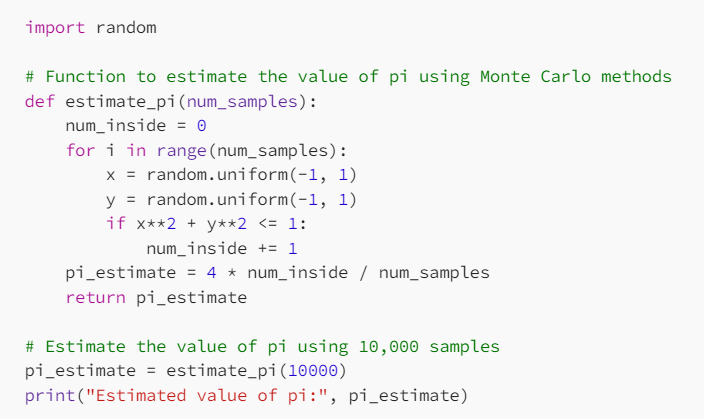 import random

# Function to estimate the value of pi using Monte Carlo methods
def estimate_pi(num_samples):
    num_inside = 0
    for i in range(num_samples):
        x = random.uniform(-1, 1)
        y = random.uniform(-1, 1)
        if x**2 + y**2 <= 1:
            num_inside += 1
    pi_estimate = 4 * num_inside / num_samples
    return pi_estimate

# Estimate the value of pi using 10,000 samples
pi_estimate = estimate_pi(10000)
print("Estimated value of pi:", pi_estimate)